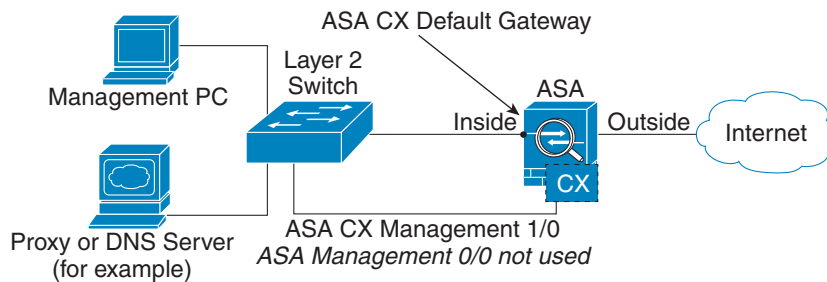 ASA CX Default Gateway
Layer 2
Switch
ASA
Management PC
Inside
Outside
Internet
CX
Proxy or DNS Server
(for example)
ASA CX Management 1/0
ASA Management 0/0 not used